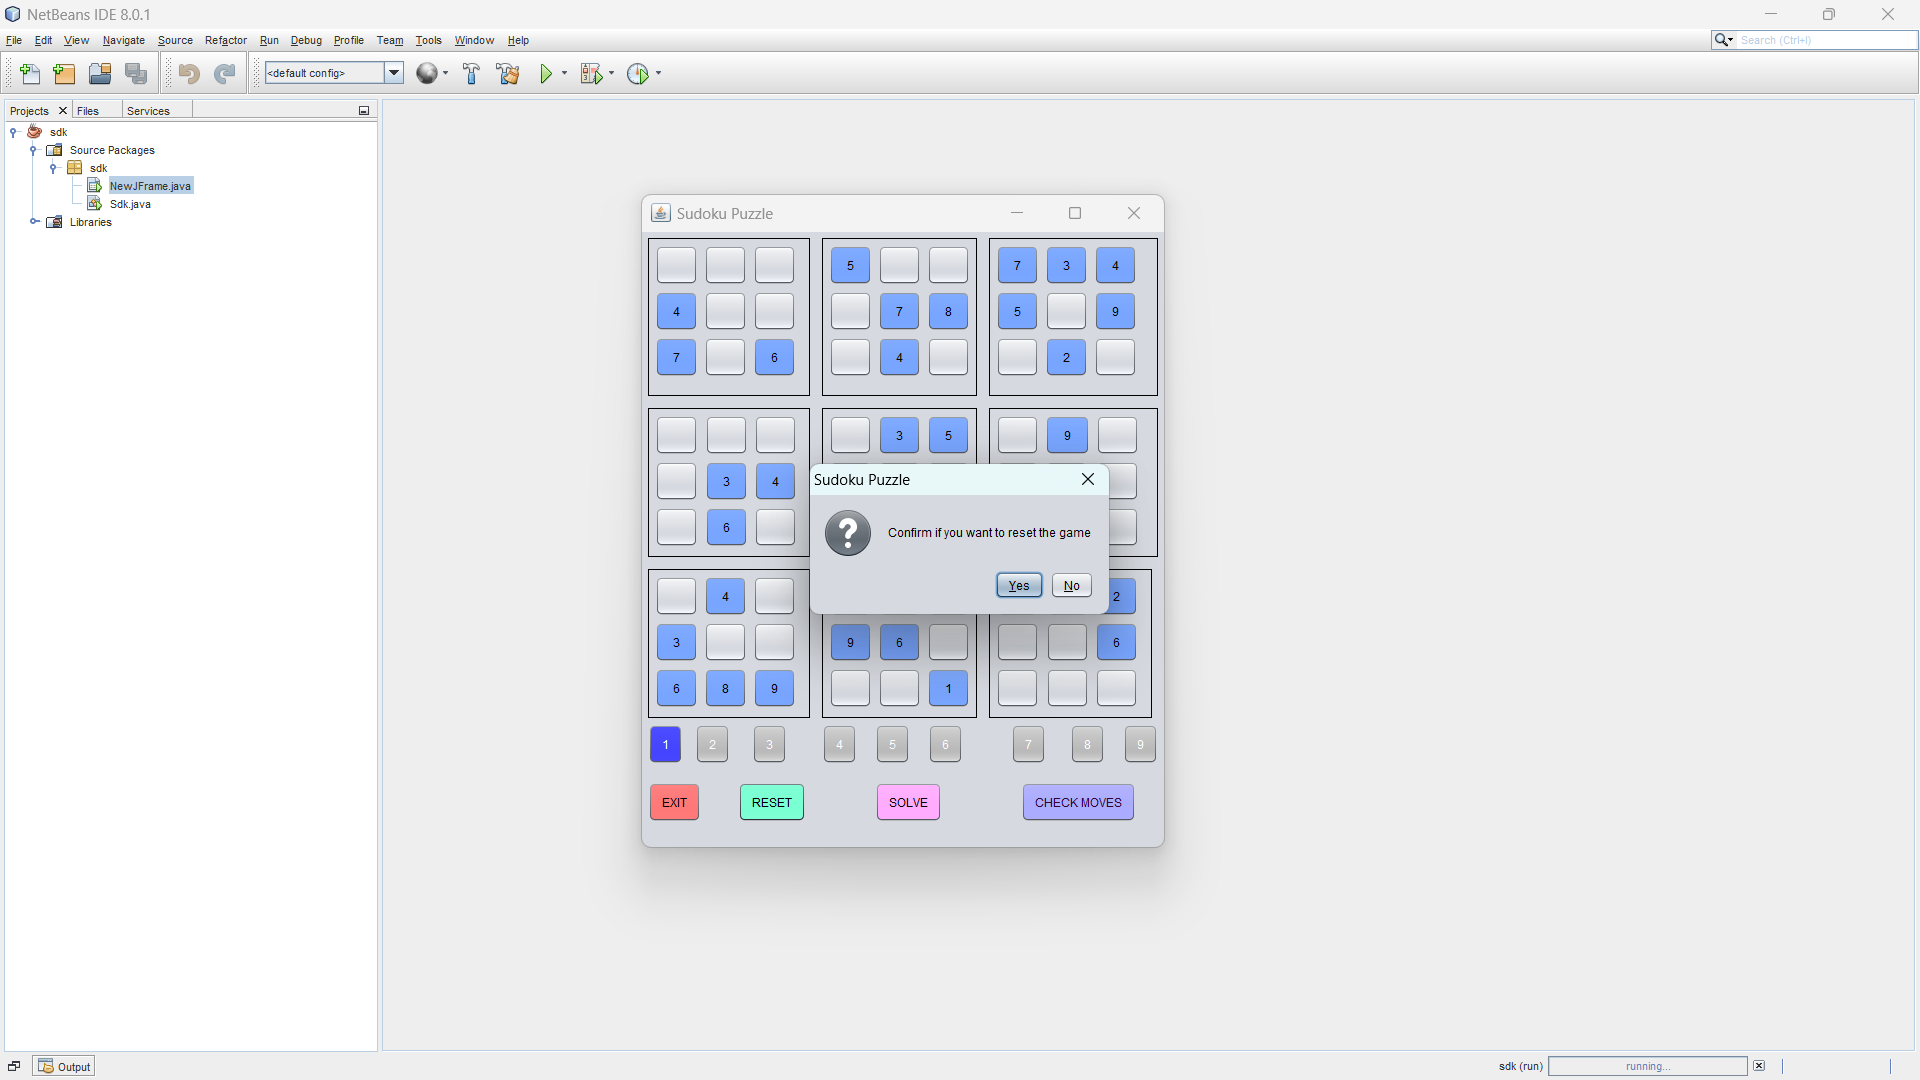 NetBeans IDE 8.0.1
File Edit View Navigate Source Refactor Run Debug Profile Team Tools Window Help
Search (Ctrl+I)
<default config>
Projects Files Services
sdk
Source Packages
sdk
NewJFrame.java
Sdk.java
Libraries
Sudoku Puzzle
5 7 3 4
4 7 8 5 9
7 6 4 2
3 5 9
3 4
6
Sudoku Puzzle
Confirm if you want to reset the game
Yes No
4 2
3 9 6 6
6 8 9 1
1 2 3 4 5 6 7 8 9
EXIT RESET SOLVE CHECK MOVES
Output
sdk (run) running...